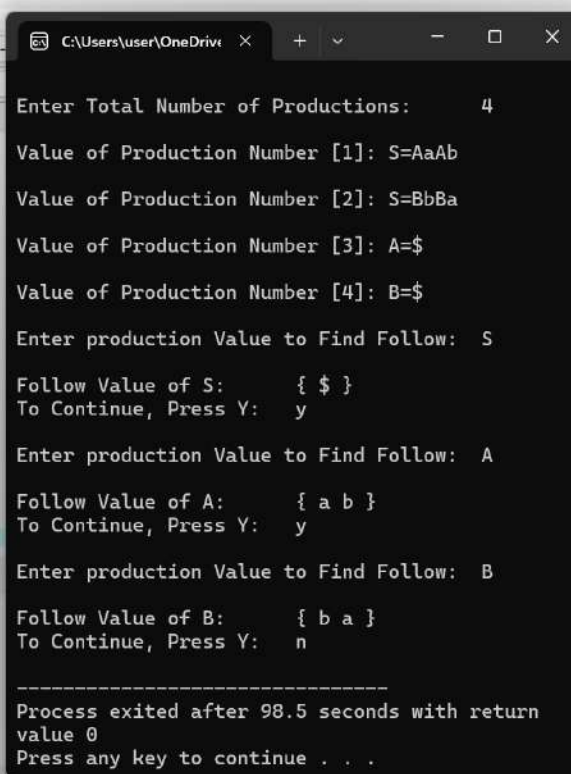 C:\Users\user\OneDrive
Enter Total Number of Productions: 4
Value of Production Number [1]: S=AaAb
Value of Production Number [2]: S=BbBa
Value of Production Number [3]: A=$
Value of Production Number [4]: B=$
Enter production Value to Find Follow: S
Follow Value of S: { $ }
To Continue, Press Y: y
Enter production Value to Find Follow: A
Follow Value of A: { a b }
To Continue, Press Y: y
Enter production Value to Find Follow: B
Follow Value of B: { b a }
To Continue, Press Y: n
--------------------------------
Process exited after 98.5 seconds with return
value 0
Press any key to continue . . .